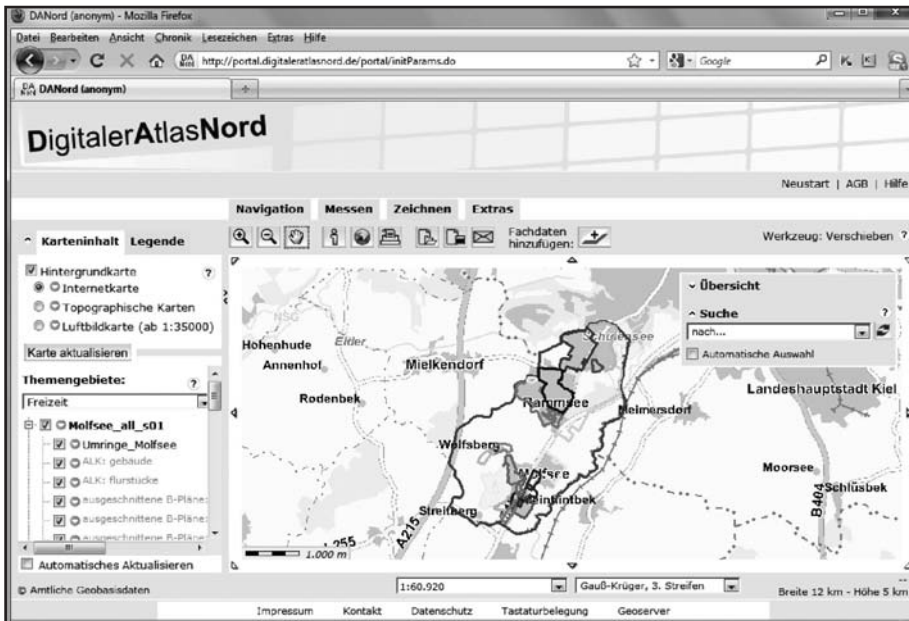 DANord (anonym) - Mozilla Firefox
Datei Bearbeiten Ansicht Chronik Lesezeichen Extras Hilfe
http://portal.digitaleratlasnord.de/portal/initParams.do
Google
DANord (anonym)
DigitalerAtlasNord
Neustart | AGB | Hilfe
Navigation Messen Zeichnen Extras
Karteninhalt Legende
Fachdaten hinzufügen:
Werkzeug: Verschieben ?
Hintergrundkarte ?
Internetkarte
Topographische Karten
Luftbildkarte (ab 1:35000)
Karte aktualisieren
Themengebiete: ?
Freizeit
Molfsee_all_s01
Umringe_Molfsee
ALK: gebäude
ALK: flurstücke
ausgeschnittene B-Pläne:
ausgeschnittene B-Pläne:
ausgeschnittene B-Pläne:
Automatisches Aktualisieren
Übersicht
Suche ?
nach...
Automatische Auswahl
NSG
Hohenhude
Eider
Schulensee
Annenhof
Mielkendorf
Rodenbek
Rammsee
Meimersdorf
Landeshauptstadt Kiel
Wolfsberg
Molfsee
Moorsee
Schlüsbek
Streitberg
A215
B404
L255
1.000 m
© Amtliche Geobasisdaten
1:60.920
Gauß-Krüger, 3. Streifen
Breite 12 km - Höhe 5 km
Impressum Kontakt Datenschutz Tastaturbelegung Geoserver